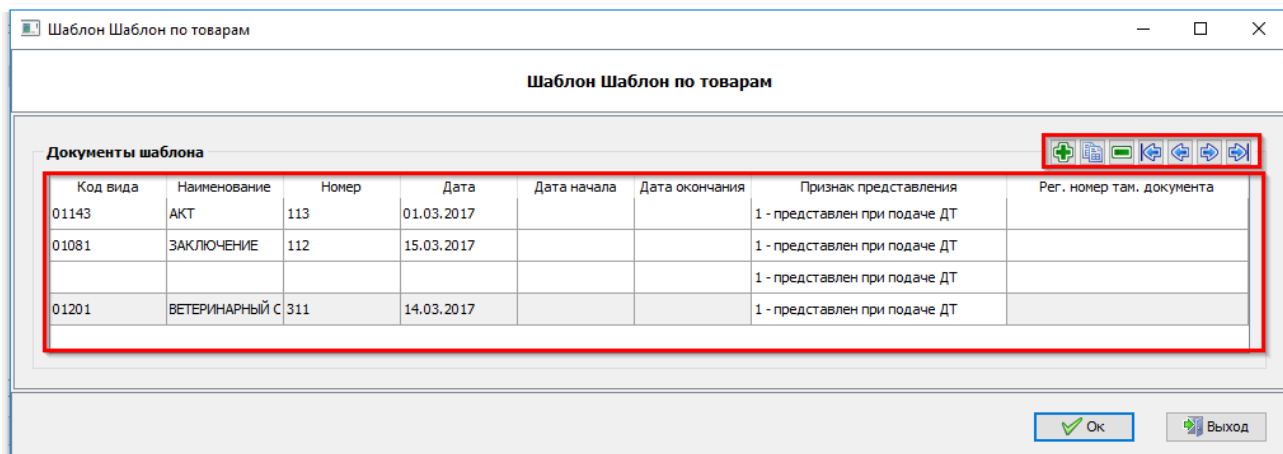 Шаблон Шаблон по товарам
Шаблон Шаблон по товарам
Документы шаблона
Код вида Наименование Номер Дата Дата начала Дата окончания Признак представления Рег. номер там. документа
01143 АКТ 113 01.03.2017 1 - представлен при подаче ДТ
01081 ЗАКЛЮЧЕНИЕ 112 15.03.2017 1 - представлен при подаче ДТ
1 - представлен при подаче ДТ
01201 ВЕТЕРИНАРНЫЙ С 311 14.03.2017 1 - представлен при подаче ДТ
Ок Выход